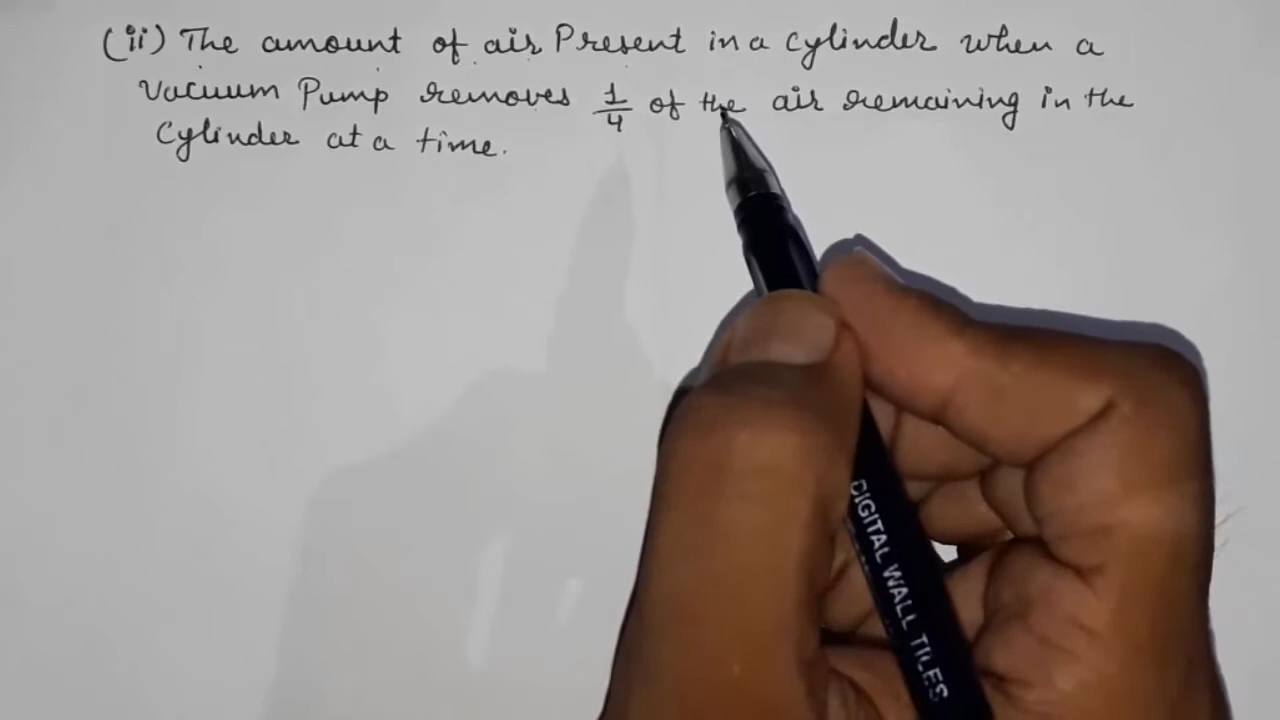 (ii) The amount of air Present in a cylinder when a
Vacuum Pump removes 1/4 of the air remaining in the
Cylinder at a time.
DIGITAL WALL TILES